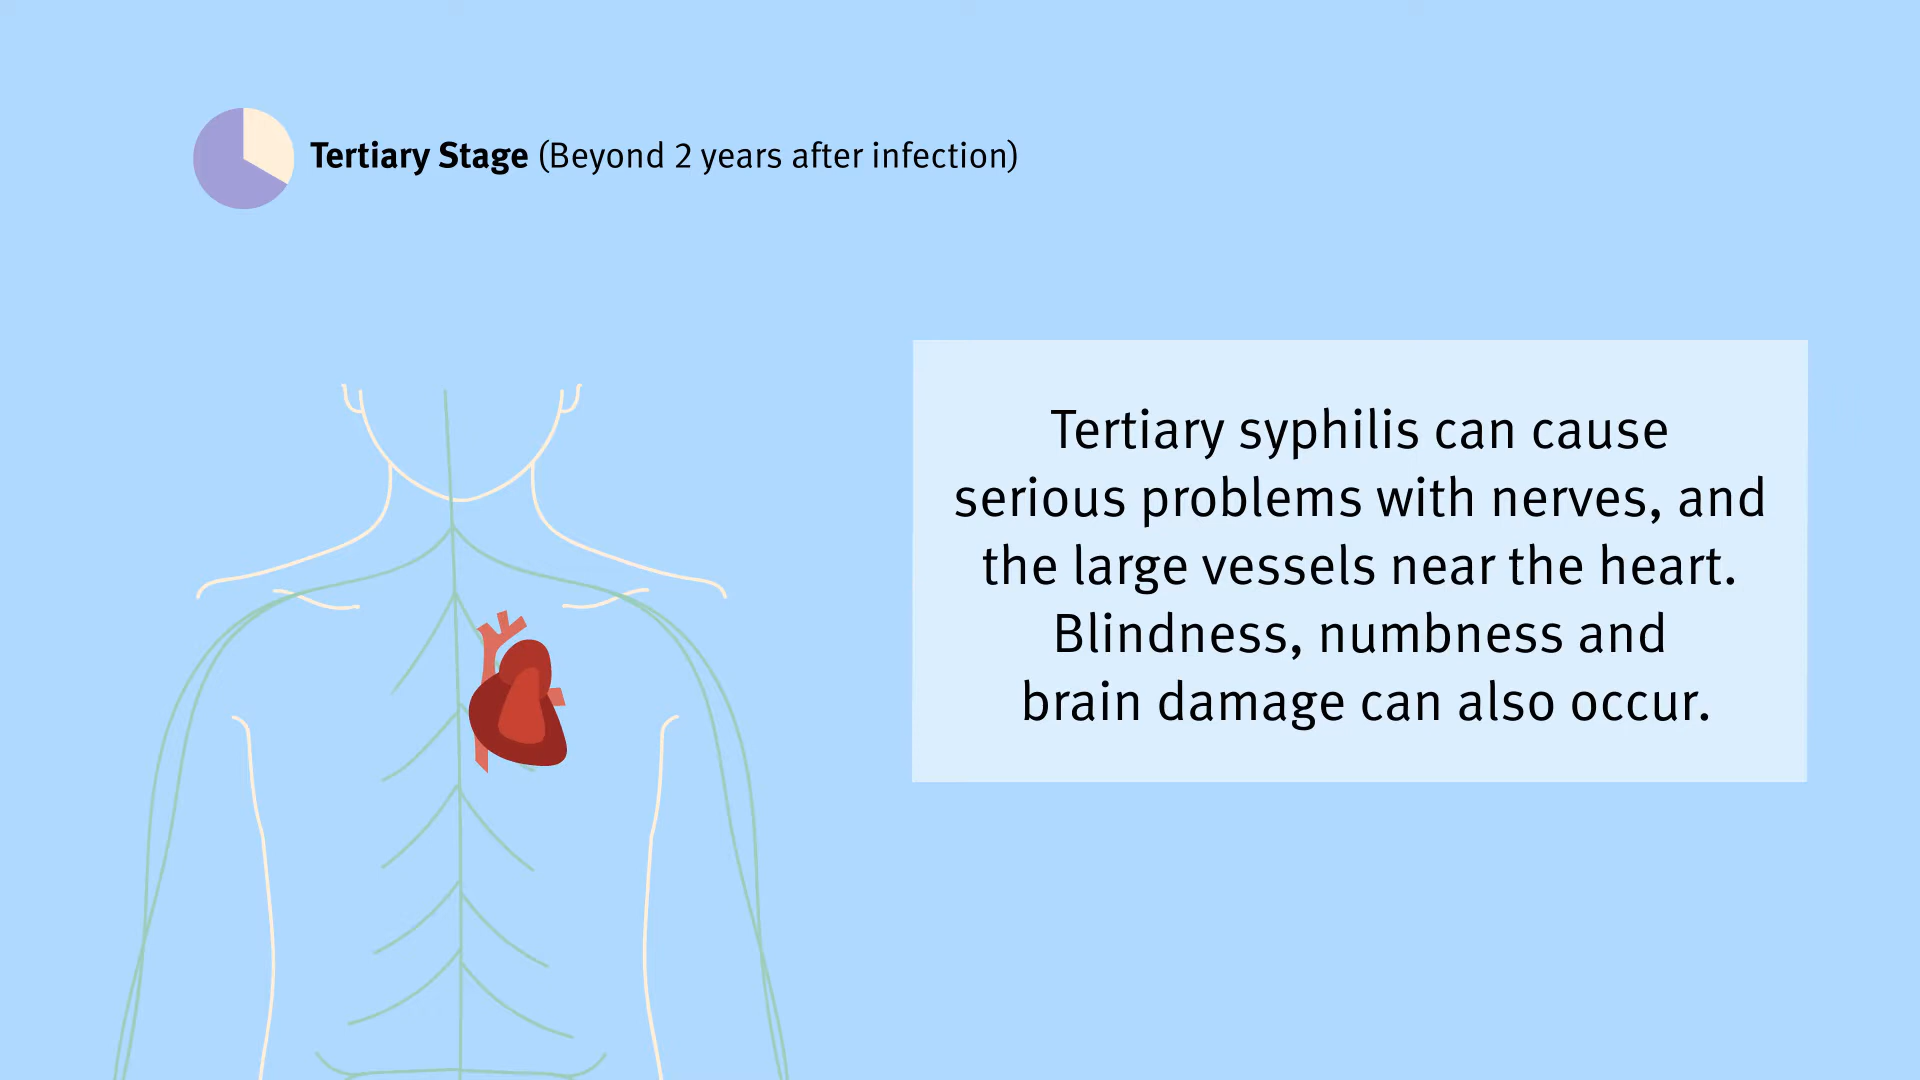 Tertiary Stage (Beyond 2 years after infection)
Tertiary syphilis can cause
serious problems with nerves, and
the large vessels near the heart.
Blindness, numbness and
brain damage can also occur.